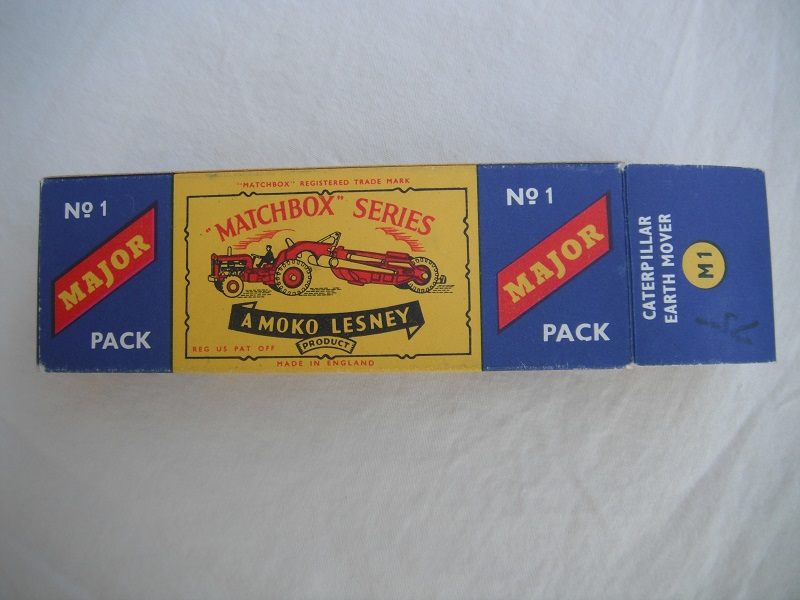 Nº 1
MAJOR
PACK
"MATCHBOX" REGISTERED TRADE MARK
"MATCHBOX" SERIES
A MOKO LESNEY
PRODUCT
REG US PAT OFF
MADE IN ENGLAND
Nº 1
MAJOR
PACK
CATERPILLAR
EARTH MOVER
M1